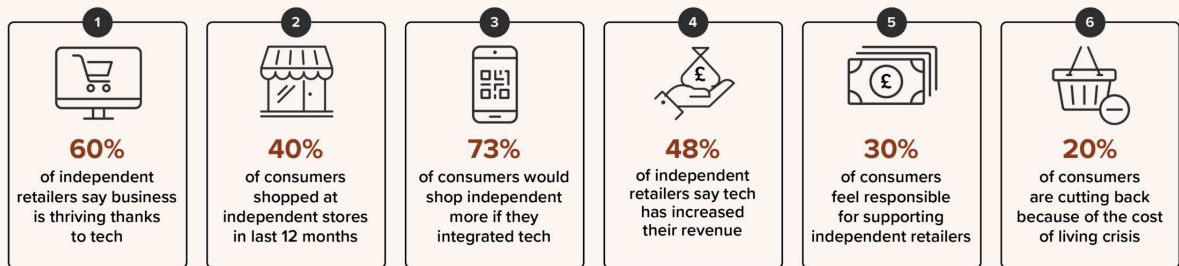 1
60%
of independent
retailers say business
is thriving thanks
to tech
2
40%
of consumers
shopped at
independent stores
in last 12 months
3
73%
of consumers would
shop independent
more if they
integrated tech
4
£
48%
of independent
retailers say tech
has increased
their revenue
5
£
30%
of consumers
feel responsible
for supporting
independent retailers
6
20%
of consumers
are cutting back
because of the cost
of living crisis